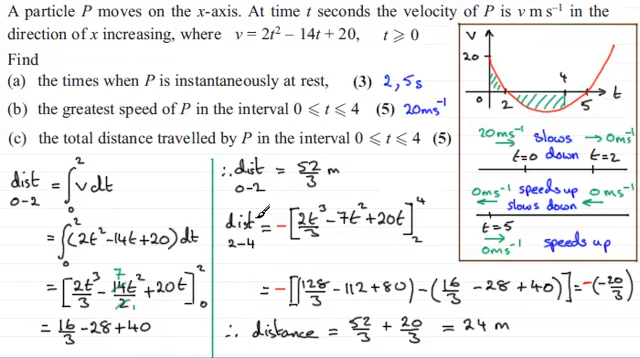 A particle P moves on the x-axis. At time t seconds the velocity of P is v m s⁻¹ in the
direction of x increasing, where v = 2t² − 14t + 20, t ⩾ 0
Find
(a) the times when P is instantaneously at rest, (3) 2, 5s
(b) the greatest speed of P in the interval 0 ⩽ t ⩽ 4 (5) 20ms⁻¹
(c) the total distance travelled by P in the interval 0 ⩽ t ⩽ 4 (5)
dist 0-2 = ∫₀² v dt
= ∫₀² (2t² − 14t + 20) dt
= [2t³/3 − 14t²/2 + 20t]₀² 7 1
= 16/3 − 28 + 40
∴ dist 0-2 = 52/3 m
dist 2-4 = −[2t³/3 − 7t² + 20t]₂⁴
= −[(128/3 − 112 + 80) − (16/3 − 28 + 40)] = −(−20/3)
∴ distance = 52/3 + 20/3 = 24 m
V
20
0 2 4 5 t
20ms⁻¹ slows down 0ms⁻¹
t=0 t=2
0ms⁻¹ speeds up 0ms⁻¹
slows down
t=5
0ms⁻¹ speeds up